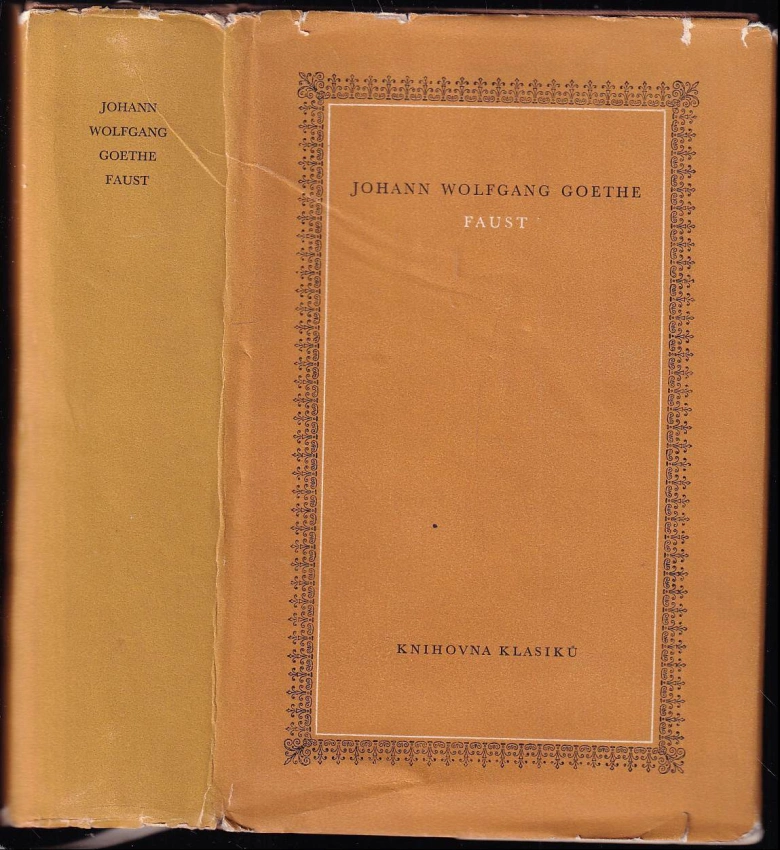 JOHANN
WOLFGANG
GOETHE
FAUST
JOHANN WOLFGANG GOETHE
FAUST
KNIHOVNA KLASIKŮ